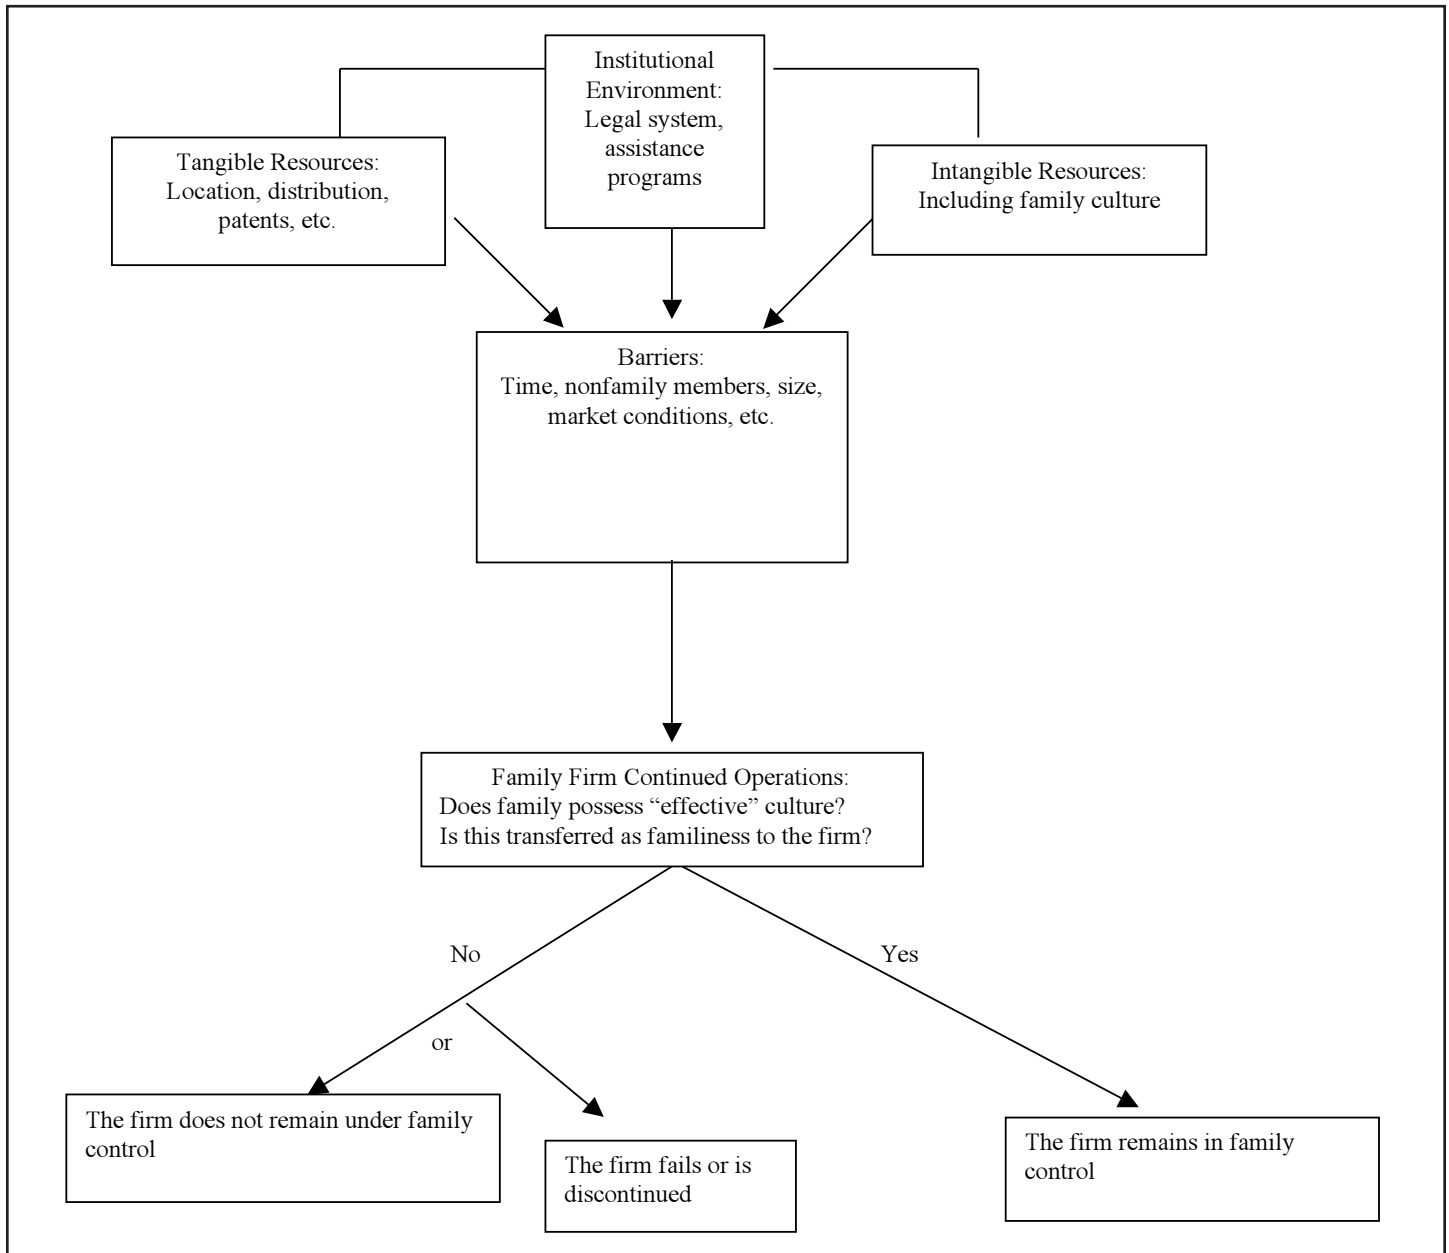 Institutional
Environment:
Legal system,
assistance
programs
Tangible Resources:
Location, distribution,
patents, etc.
Intangible Resources:
Including family culture
Barriers:
Time, nonfamily members, size,
market conditions, etc.
Family Firm Continued Operations:
Does family possess “effective” culture?
Is this transferred as familiness to the firm?
No
Yes
or
The firm does not remain under family
control
The firm fails or is
discontinued
The firm remains in family
control